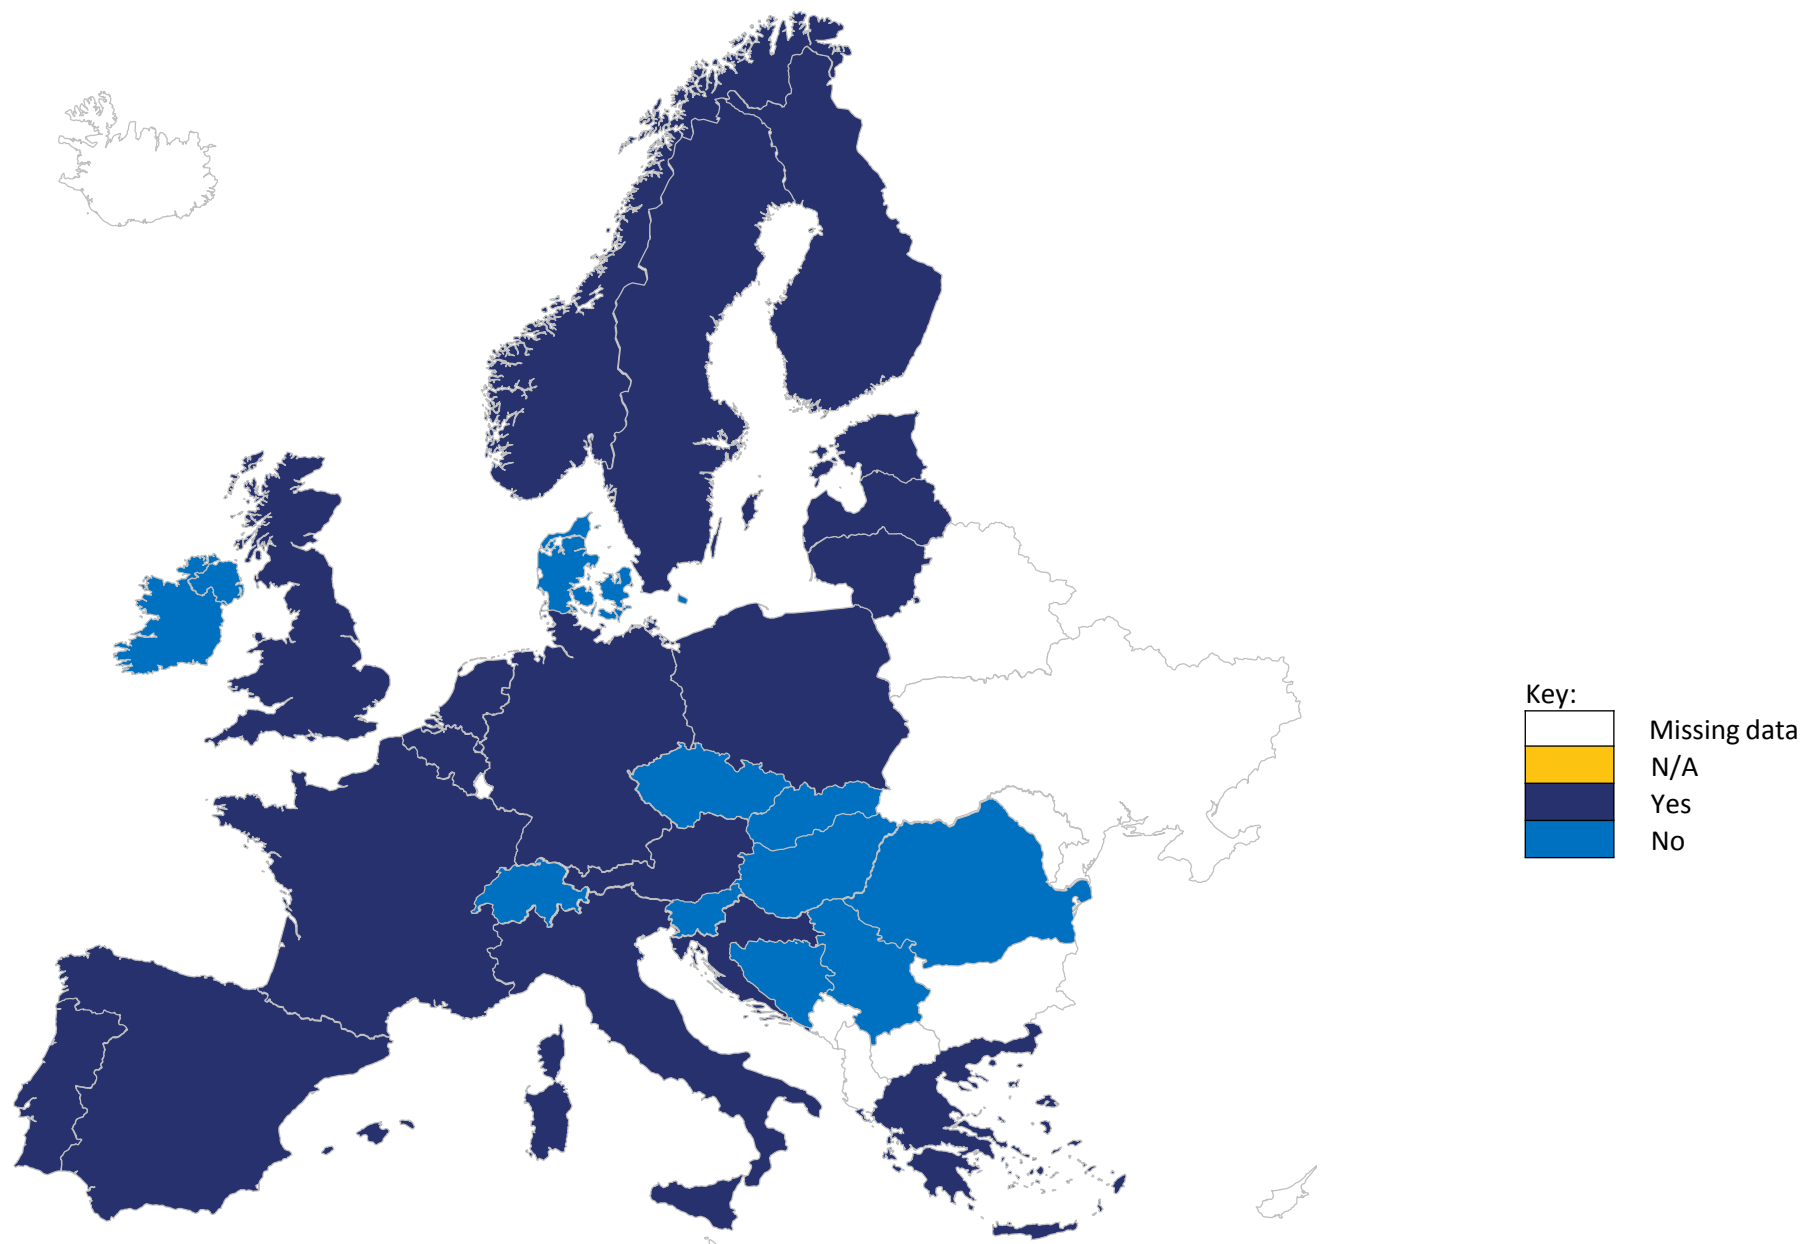 Key:
Missing data
N/A
Yes
No